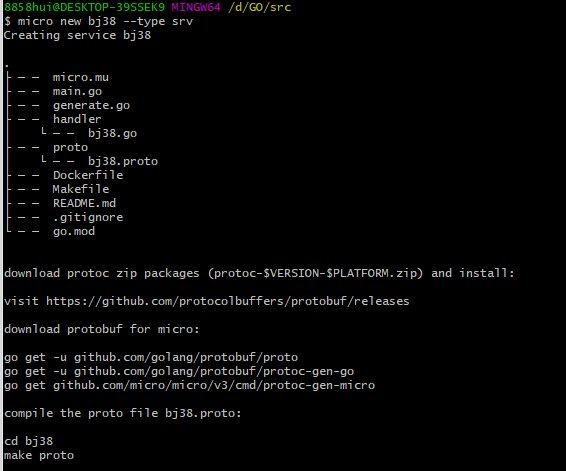 8858hui@DESKTOP-39SSEK9 MINGW64 /d/GO/src
$ micro new bj38 --type srv
Creating service bj38
.
├── micro.mu
├── main.go
├── generate.go
├── handler
│   └── bj38.go
├── proto
│   └── bj38.proto
├── Dockerfile
├── Makefile
├── README.md
├── .gitignore
└── go.mod
download protoc zip packages (protoc-$VERSION-$PLATFORM.zip) and install:
visit https://github.com/protocolbuffers/protobuf/releases
download protobuf for micro:
go get -u github.com/golang/protobuf/proto
go get -u github.com/golang/protobuf/protoc-gen-go
go get github.com/micro/micro/v3/cmd/protoc-gen-micro
compile the proto file bj38.proto:
cd bj38
make proto